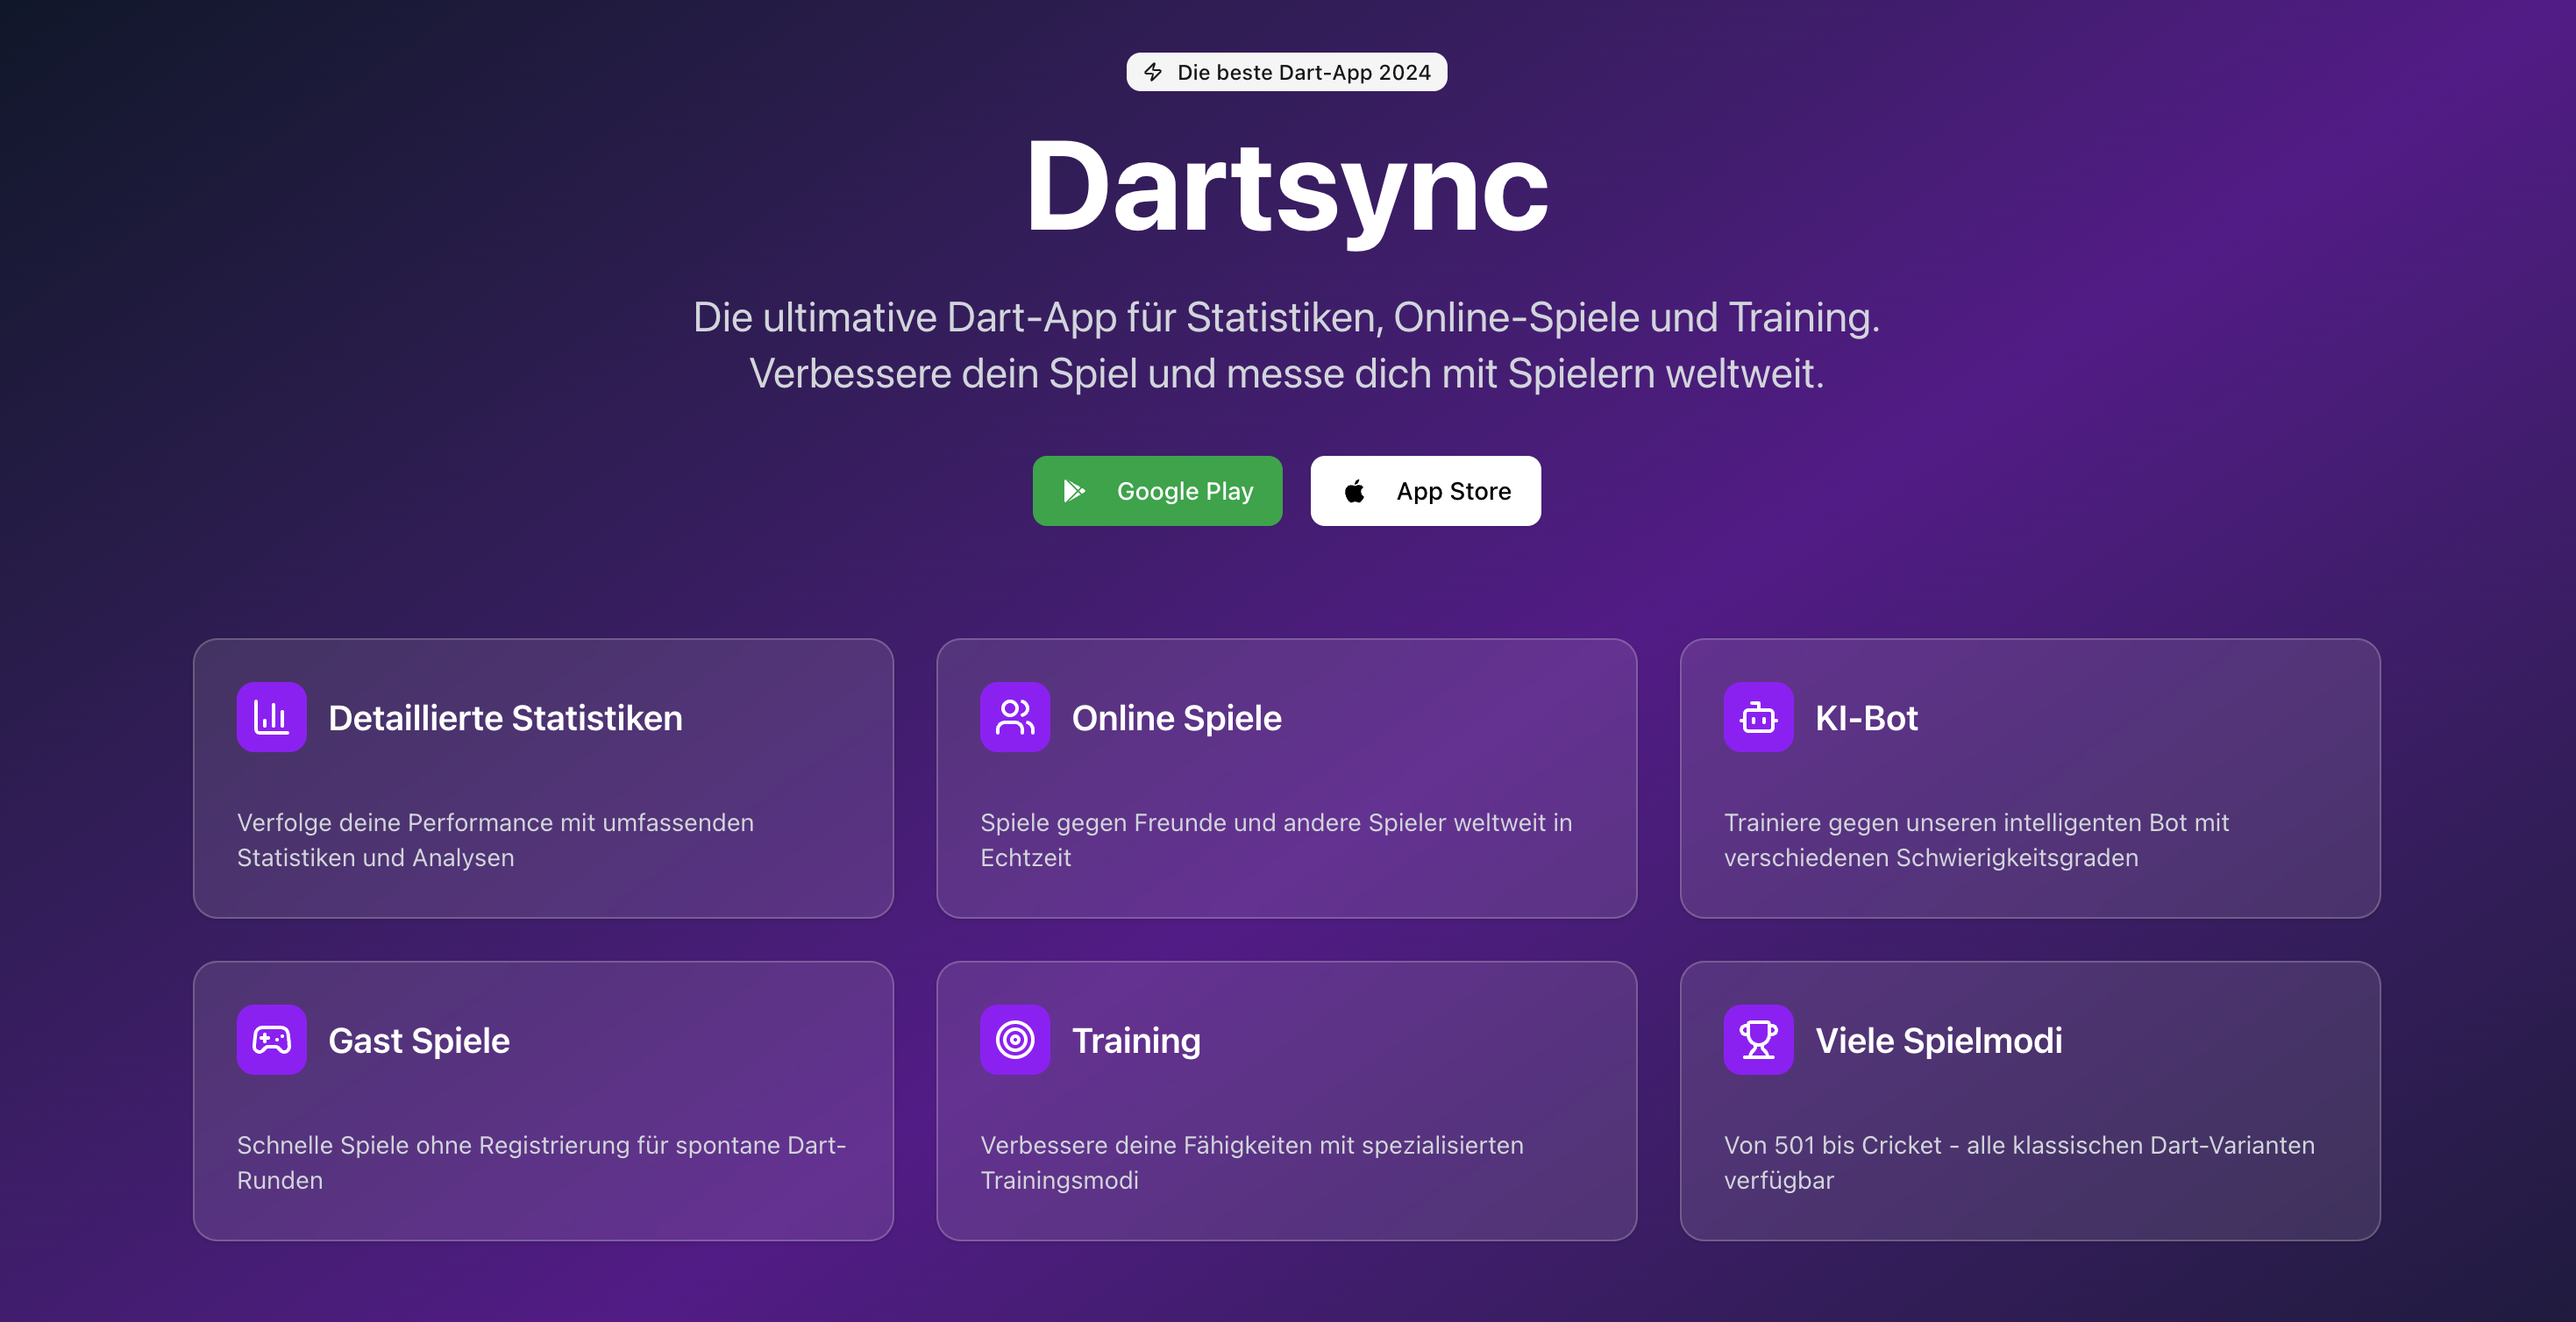 Die beste Dart-App 2024
Dartsync
Die ultimative Dart-App für Statistiken, Online-Spiele und Training.
Verbessere dein Spiel und messe dich mit Spielern weltweit.
Google Play
App Store
Detaillierte Statistiken
Verfolge deine Performance mit umfassenden
Statistiken und Analysen
Online Spiele
Spiele gegen Freunde und andere Spieler weltweit in
Echtzeit
KI-Bot
Trainiere gegen unseren intelligenten Bot mit
verschiedenen Schwierigkeitsgraden
Gast Spiele
Schnelle Spiele ohne Registrierung für spontane Dart-
Runden
Training
Verbessere deine Fähigkeiten mit spezialisierten
Trainingsmodi
Viele Spielmodi
Von 501 bis Cricket - alle klassischen Dart-Varianten
verfügbar